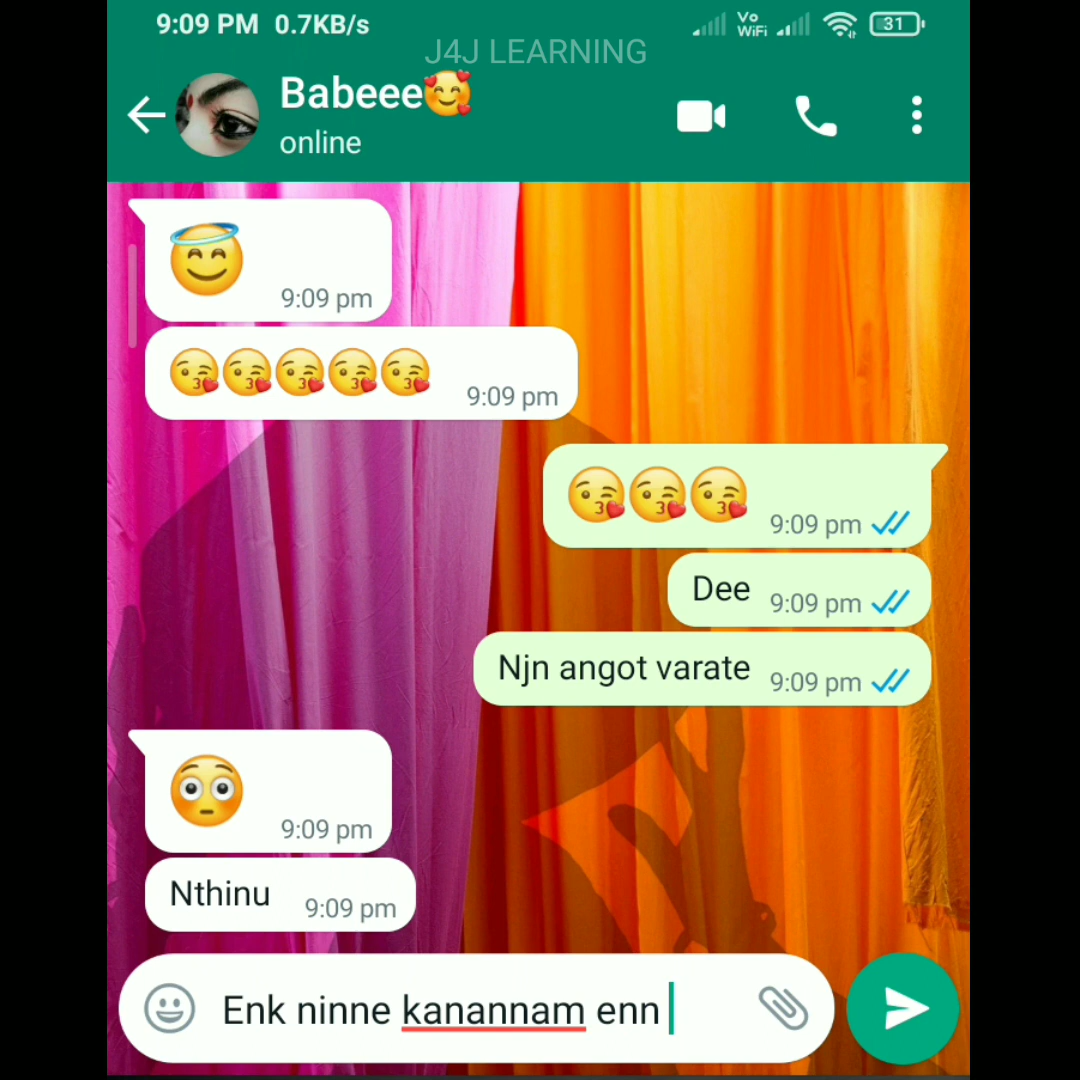 9:09 PM 0.7KB/s Vo WiFi 31
J4J LEARNING
Babeee🥰
online
😇 9:09 pm
😘😘😘😘😘 9:09 pm
😘😘😘 9:09 pm
Dee 9:09 pm
Njn angot varate 9:09 pm
😳 9:09 pm
Nthinu 9:09 pm
Enk ninne kanannam enn